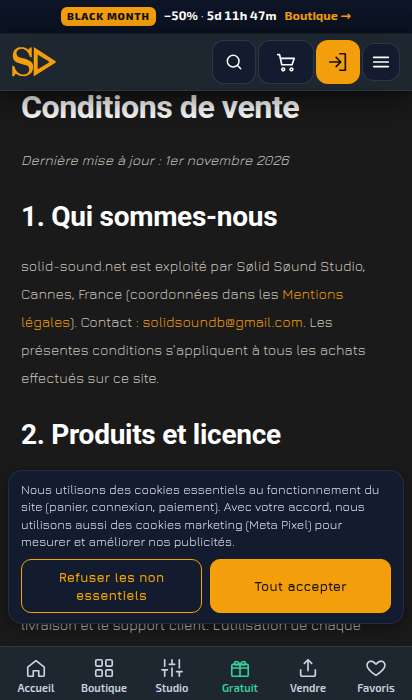 BLACK MONTH −50% · 5d 11h 47m Boutique →
Conditions de vente
Dernière mise à jour : 1er novembre 2026
1. Qui sommes-nous
solid-sound.net est exploité par Sølid Søund Studio,
Cannes, France (coordonnées dans les Mentions
légales). Contact : solidsoundb@gmail.com. Les
présentes conditions s'appliquent à tous les achats
effectués sur ce site.
2. Produits et licence
Nous utilisons des cookies essentiels au fonctionnement du
site (panier, connexion, paiement). Avec votre accord, nous
utilisons aussi des cookies marketing (Meta Pixel) pour
mesurer et améliorer nos publicités.
Refuser les non
essentiels
Tout accepter
livraison et le support client. L'utilisation de chaque
Accueil Boutique Studio Gratuit Vendre Favoris